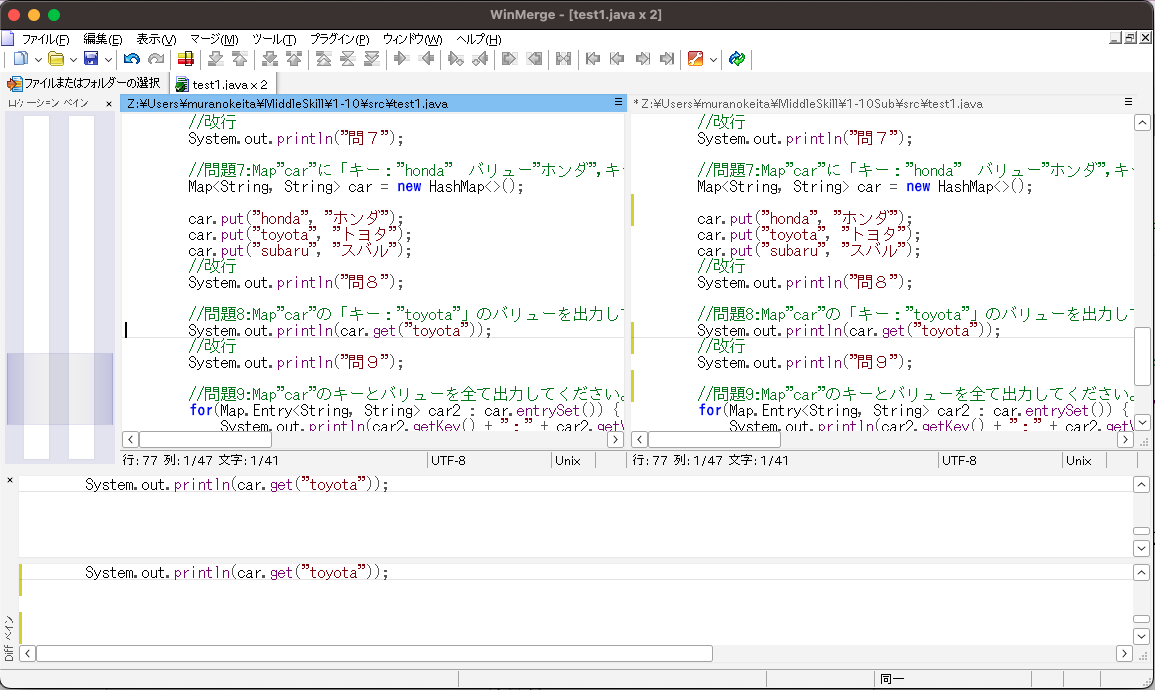 WinMerge - [test1.java x 2]
ファイル(F) 編集(E) 表示(V) マージ(M) ツール(T) プラグイン(P) ウィンドウ(W) ヘルプ(H)
ファイルまたはフォルダーの選択 test1.java x 2
ロケーション ペイン ×
Z:¥Users¥muranokeita¥MiddleSkill¥1-10¥src¥test1.java
//改行
System.out.println("問７");
//問題7:Map"car"に「キー："honda"　バリュー"ホンダ",キー
Map<String, String> car = new HashMap<>();
car.put("honda", "ホンダ");
car.put("toyota", "トヨタ");
car.put("subaru", "スバル");
//改行
System.out.println("問８");
//問題8:Map"car"の「キー："toyota"」のバリューを出力して
System.out.println(car.get("toyota"));
//改行
System.out.println("問９");
//問題9:Map"car"のキーとバリューを全て出力してください。
for(Map.Entry<String, String> car2 : car.entrySet()) {
System.out.println(car2.getKey() + ":" + car2.get
行: 77 列: 1/47 文字: 1/41 UTF-8 Unix
* Z:¥Users¥muranokeita¥MiddleSkill¥1-10Sub¥src¥test1.java
//改行
System.out.println("問７");
//問題7:Map"car"に「キー："honda"　バリュー"ホンダ",キー
Map<String, String> car = new HashMap<>();
car.put("honda", "ホンダ");
car.put("toyota", "トヨタ");
car.put("subaru", "スバル");
//改行
System.out.println("問８");
//問題8:Map"car"の「キー："toyota"」のバリューを出力して
System.out.println(car.get("toyota"));
//改行
System.out.println("問９");
//問題9:Map"car"のキーとバリューを全て出力してください。
for(Map.Entry<String, String> car2 : car.entrySet()) {
System.out.println(car2.getKey() + ":" + car2.get
行: 77 列: 1/47 文字: 1/41 UTF-8 Unix
×
System.out.println(car.get("toyota"));
System.out.println(car.get("toyota"));
Diff ペイン
同一